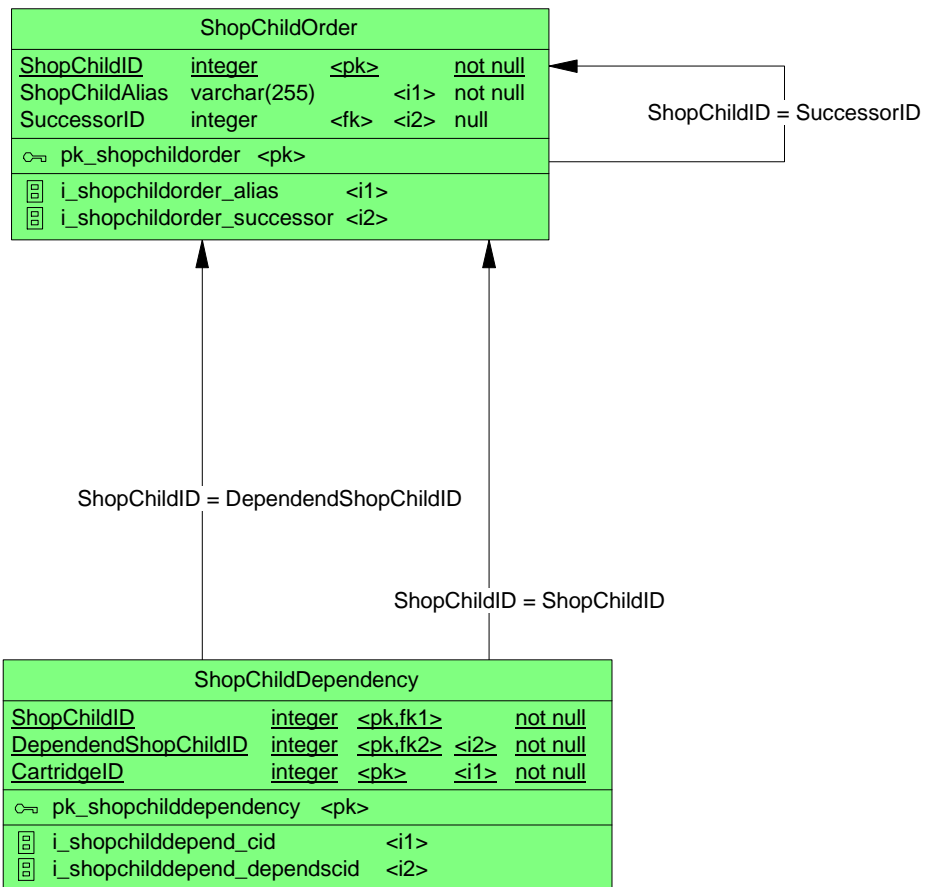 ShopChildOrder
ShopChildID integer <pk> not null
ShopChildAlias varchar(255) <i1> not null
SuccessorID integer <fk> <i2> null
pk_shopchildorder <pk>
i_shopchildorder_alias <i1>
i_shopchildorder_successor <i2>
ShopChildID = SuccessorID
ShopChildID = DependendShopChildID
ShopChildID = ShopChildID
ShopChildDependency
ShopChildID integer <pk,fk1> not null
DependendShopChildID integer <pk,fk2> <i2> not null
CartridgeID integer <pk> <i1> not null
pk_shopchilddependency <pk>
i_shopchilddepend_cid <i1>
i_shopchilddepend_dependscid <i2>